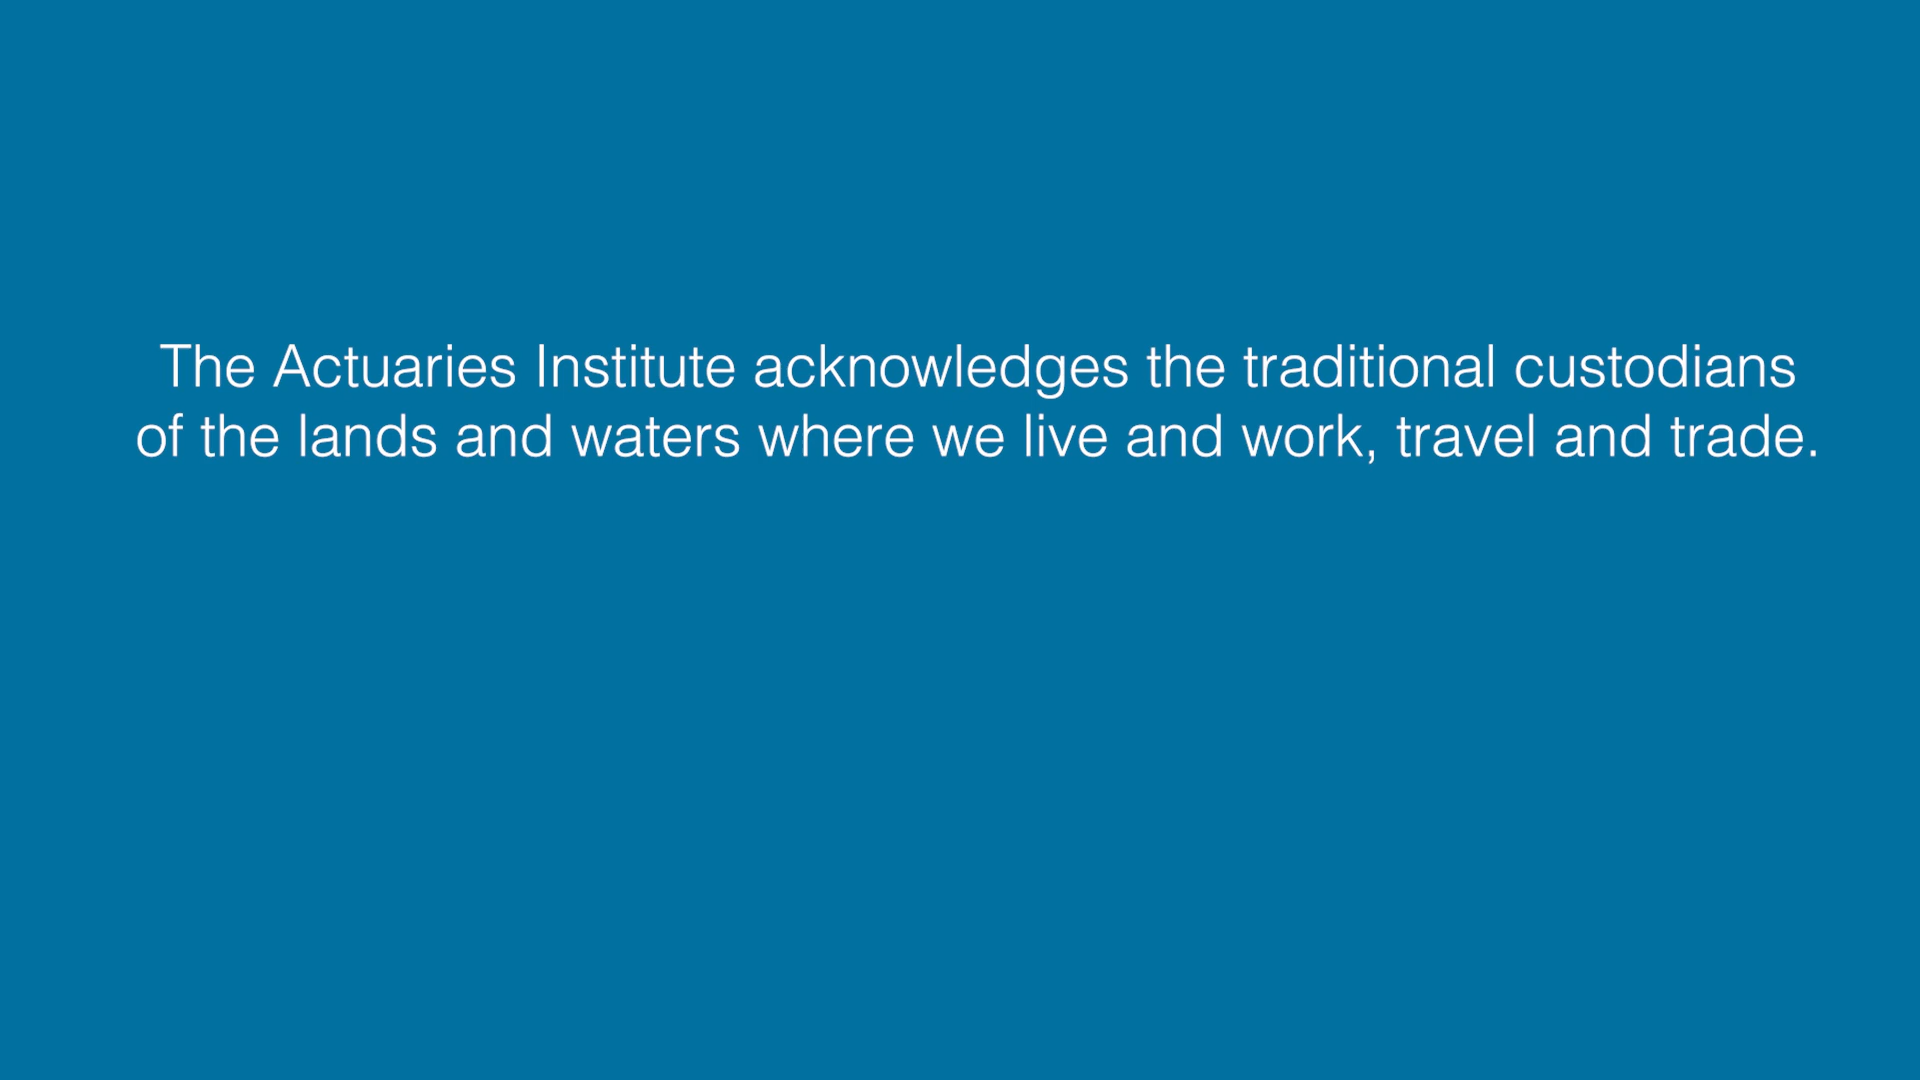 The Actuaries Institute acknowledges the traditional custodians
of the lands and waters where we live and work, travel and trade.